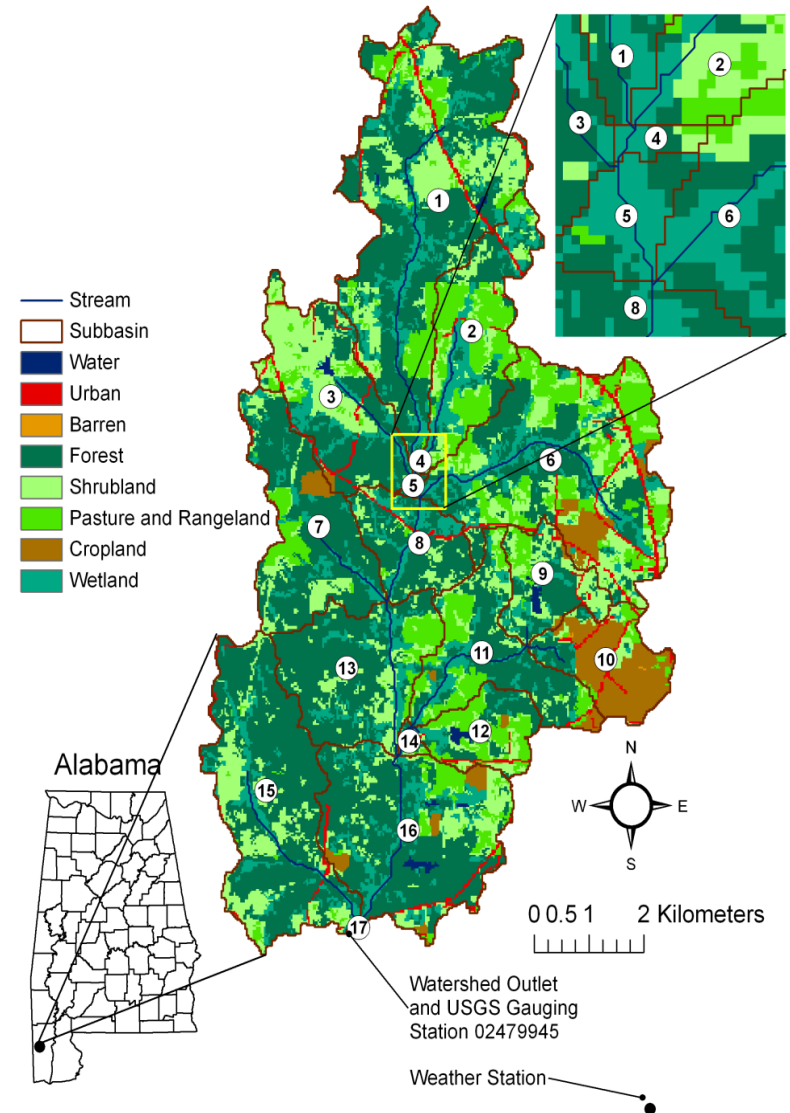 1
2
3
4
5
6
8
1
2
3
4
5
6
7
8
9
10
11
12
13
14
15
16
17
Stream
Subbasin
Water
Urban
Barren
Forest
Shrubland
Pasture and Rangeland
Cropland
Wetland
Alabama
N
W
E
S
0 0.5 1 2 Kilometers
Watershed Outlet
and USGS Gauging
Station 02479945
Weather Station